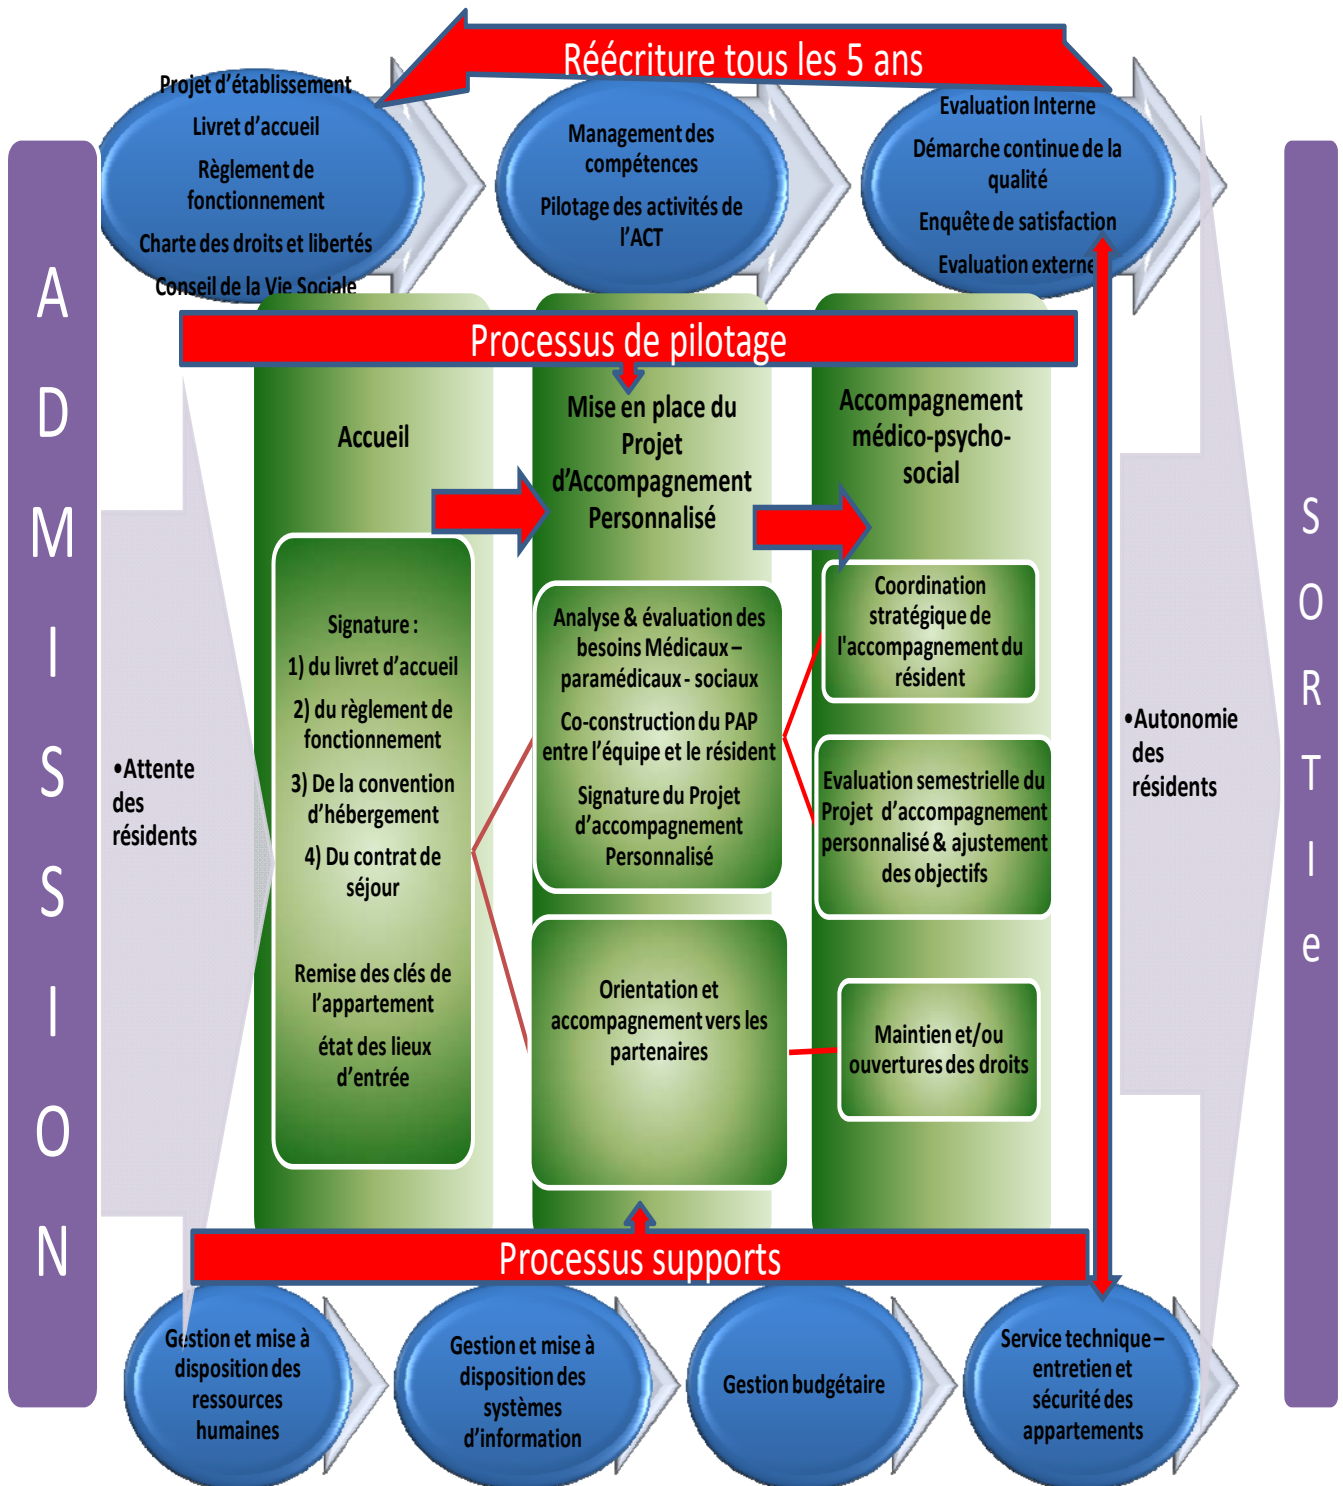 Réécriture tous les 5 ans
Projet d'établissement
Livret d'accueil
Règlement de
fonctionnement
Charte des droits et libertés
Conseil de la Vie Sociale
Management des
compétences
Pilotage des activités de
l'ACT
Evaluation Interne
Démarche continue de la
qualité
Enquête de satisfaction
Evaluation externe
ADMISSION
Processus de pilotage
Accueil
Mise en place du
Projet
d'Accompagnement
Personnalisé
Accompagnement
médico-psycho-
social
•Attente
des
résidents
Signature :
1) du livret d'accueil
2) du règlement de
fonctionnement
3) De la convention
d'hébergement
4) Du contrat de
séjour
Remise des clés de
l'appartement
état des lieux
d'entrée
Analyse & évaluation des
besoins Médicaux –
paramédicaux - sociaux
Co-construction du PAP
entre l'équipe et le résident
Signature du Projet
d'accompagnement
Personnalisé
Orientation et
accompagnement vers les
partenaires
Coordination
stratégique de
l'accompagnement du
résident
Evaluation semestrielle du
Projet d'accompagnement
personnalisé & ajustement
des objectifs
Maintien et/ou
ouvertures des droits
•Autonomie
des
résidents
SORTIe
Processus supports
Gestion et mise à
disposition des
ressources
humaines
Gestion et mise à
disposition des
systèmes
d'information
Gestion budgétaire
Service technique –
entretien et
sécurité des
appartements